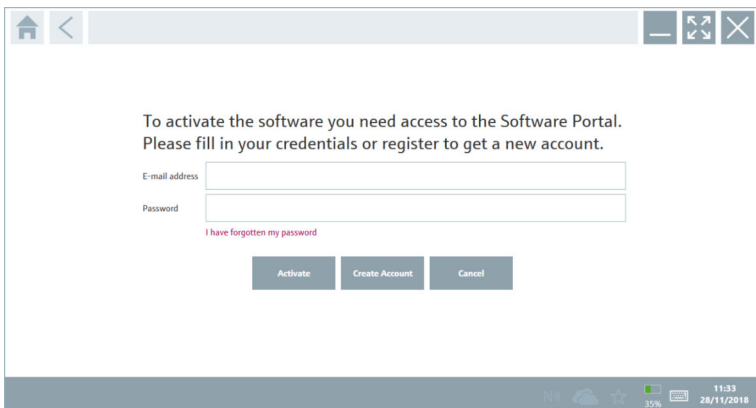 To activate the software you need access to the Software Portal.
Please fill in your credentials or register to get a new account.
E-mail address
Password
I have forgotten my password
Activate
Create Account
Cancel
35%
11:33
28/11/2018